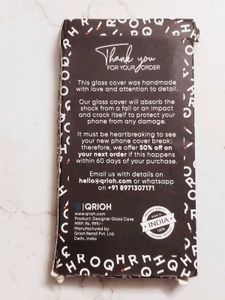 Thank you
FOR YOUR ORDER
This glass cover was handmade
with love and attention to detail.
Our glass cover will absorb the
shock from a fall or an impact
and crack itself to protect your
phone from any damage.
It must be heartbreaking to see
your new phone cover break;
therefore, we offer 50% off on
your next order if this happens
within 60 days of your purchase.
Email us with details on
hello@qrioh.com or whatsapp
on +91 8971307171
QRIOH
www.qrioh.com
Product: Designer Glass Case
MRP: Rs. 999/-
Manufactured by:
Qrioh Retail Pvt. Ltd.
Delhi, India
INDIA